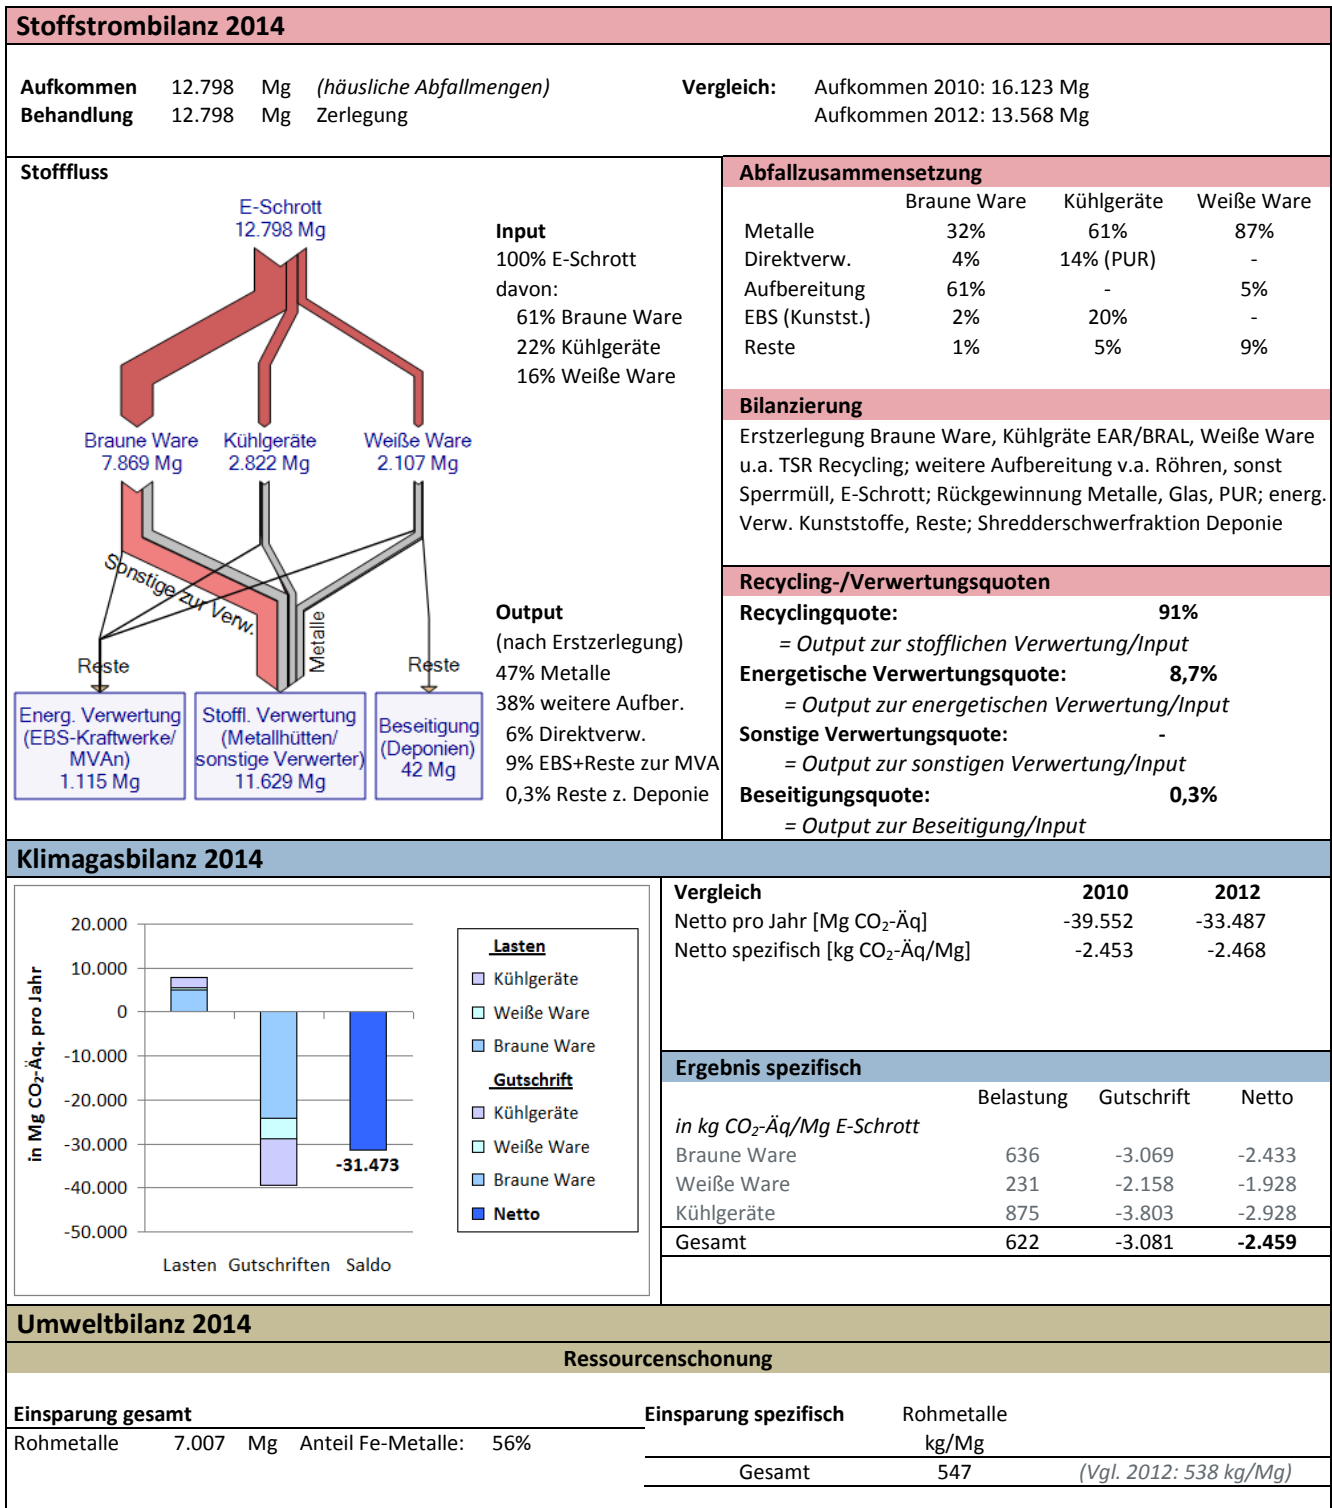 Stoffstrombilanz 2014
Aufkommen 12.798 Mg (häusliche Abfallmengen) Vergleich: Aufkommen 2010: 16.123 Mg
Behandlung 12.798 Mg Zerlegung Aufkommen 2012: 13.568 Mg
Stofffluss
E-Schrott
12.798 Mg
Braune Ware
7.869 Mg
Kühlgeräte
2.822 Mg
Weiße Ware
2.107 Mg
Sonstige zur Verw.
Metalle
Reste
Reste
Energ. Verwertung
(EBS-Kraftwerke/
MVAn)
1.115 Mg
Stoffl. Verwertung
(Metallhütten/
sonstige Verwerter)
11.629 Mg
Beseitigung
(Deponien)
42 Mg
Input
100% E-Schrott
davon:
61% Braune Ware
22% Kühlgeräte
16% Weiße Ware
Output
(nach Erstzerlegung)
47% Metalle
38% weitere Aufber.
6% Direktverw.
9% EBS+Reste zur MVA
0,3% Reste z. Deponie
Abfallzusammensetzung
Braune Ware Kühlgeräte Weiße Ware
Metalle 32% 61% 87%
Direktverw. 4% 14% (PUR) -
Aufbereitung 61% - 5%
EBS (Kunstst.) 2% 20% -
Reste 1% 5% 9%
Bilanzierung
Erstzerlegung Braune Ware, Kühlgräte EAR/BRAL, Weiße Ware
u.a. TSR Recycling; weitere Aufbereitung v.a. Röhren, sonst
Sperrmüll, E-Schrott; Rückgewinnung Metalle, Glas, PUR; energ.
Verw. Kunststoffe, Reste; Shredderschwerfraktion Deponie
Recycling-/Verwertungsquoten
Recyclingquote: 91%
= Output zur stofflichen Verwertung/Input
Energetische Verwertungsquote: 8,7%
= Output zur energetischen Verwertung/Input
Sonstige Verwertungsquote: -
= Output zur sonstigen Verwertung/Input
Beseitigungsquote: 0,3%
= Output zur Beseitigung/Input
Klimagasbilanz 2014
in Mg CO₂-Äq. pro Jahr
20.000
10.000
0
-10.000
-20.000
-30.000
-40.000
-50.000
-31.473
Lasten Gutschriften Saldo
Lasten
Kühlgeräte
Weiße Ware
Braune Ware
Gutschrift
Kühlgeräte
Weiße Ware
Braune Ware
Netto
Vergleich 2010 2012
Netto pro Jahr [Mg CO₂-Äq] -39.552 -33.487
Netto spezifisch [kg CO₂-Äq/Mg] -2.453 -2.468
Ergebnis spezifisch
Belastung Gutschrift Netto
in kg CO₂-Äq/Mg E-Schrott
Braune Ware 636 -3.069 -2.433
Weiße Ware 231 -2.158 -1.928
Kühlgeräte 875 -3.803 -2.928
Gesamt 622 -3.081 -2.459
Umweltbilanz 2014
Ressourcenschonung
Einsparung gesamt
Rohmetalle 7.007 Mg Anteil Fe-Metalle: 56%
Einsparung spezifisch Rohmetalle
kg/Mg
Gesamt 547 (Vgl. 2012: 538 kg/Mg)